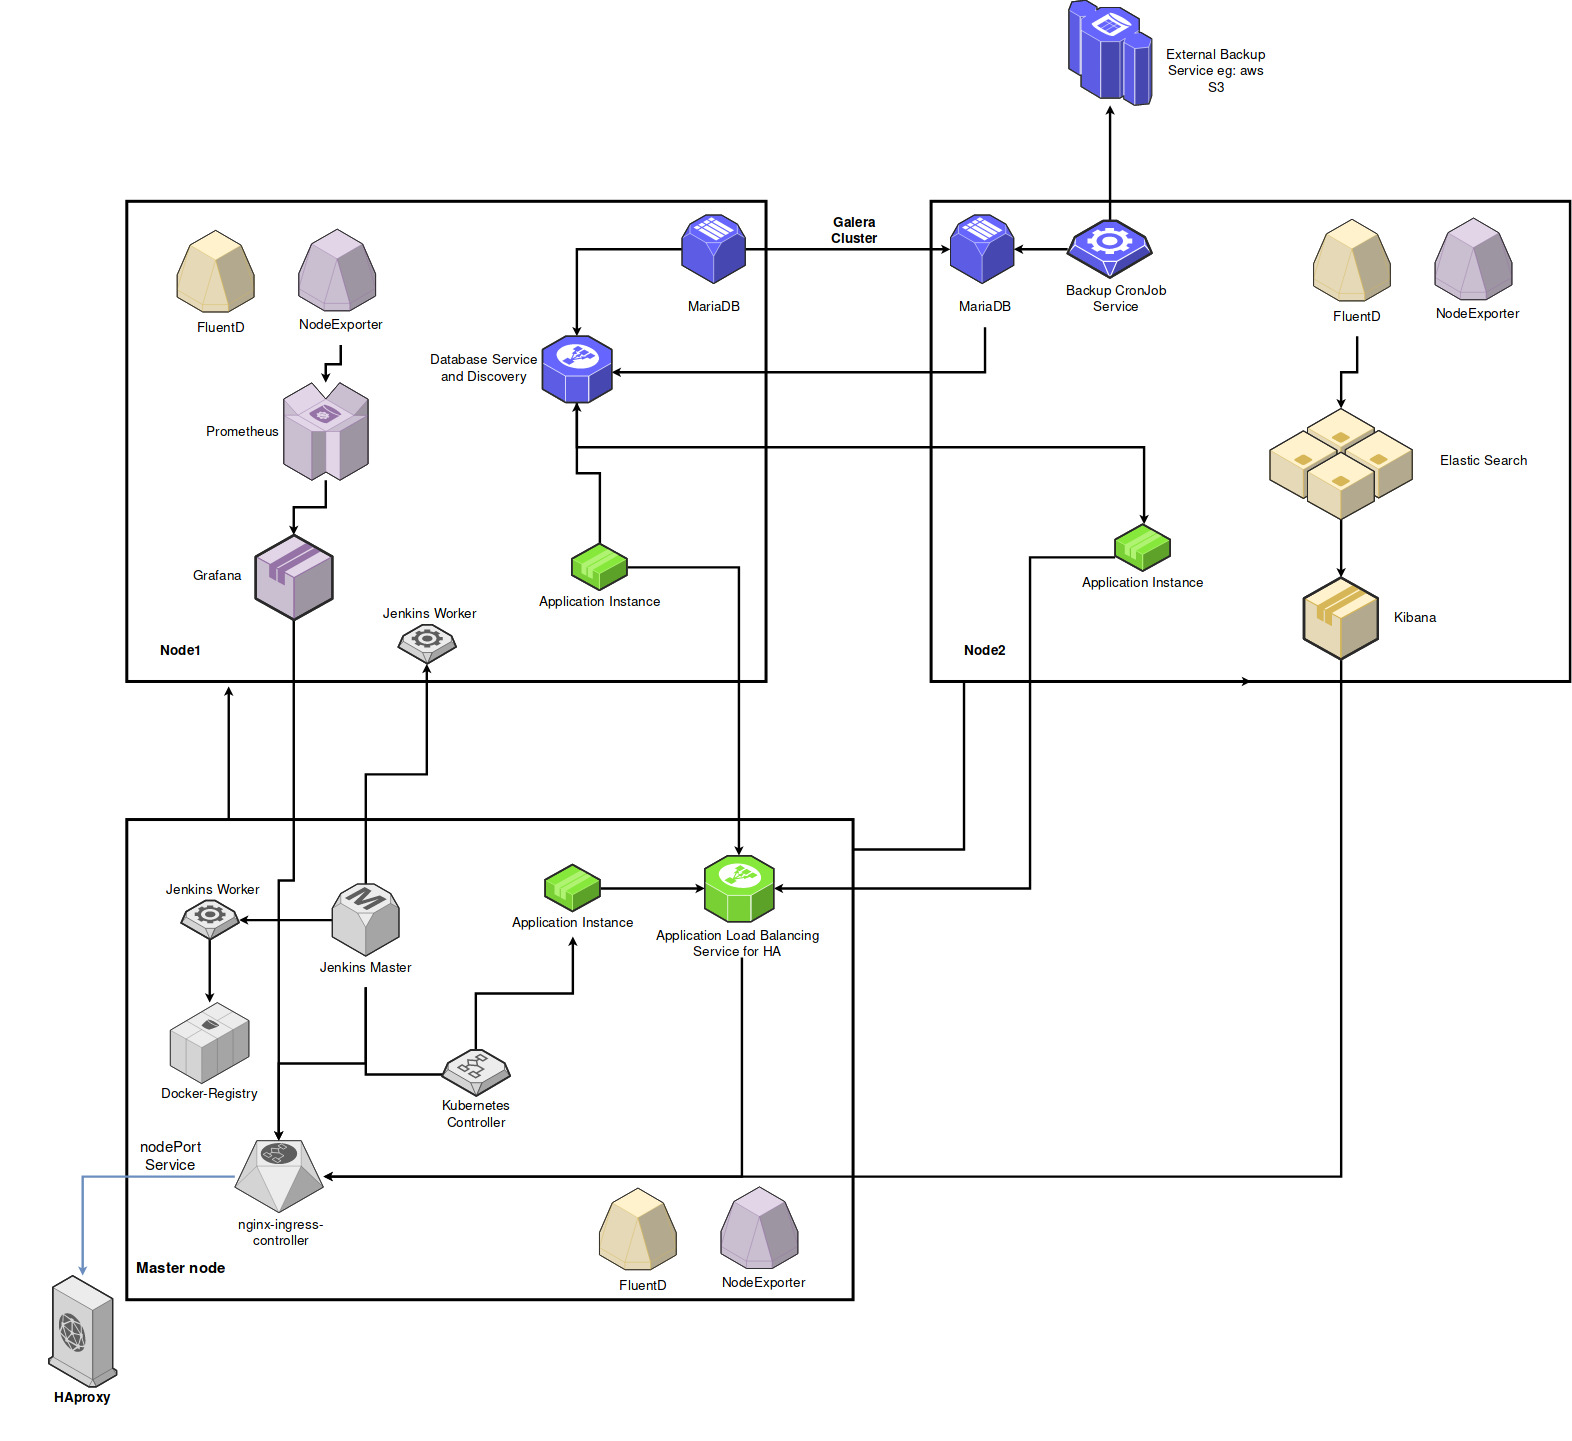 External Backup
Service eg: aws
S3
Galera
Cluster
MariaDB
MariaDB
Backup CronJob
Service
FluentD
NodeExporter
FluentD
NodeExporter
Database Service
and Discovery
Prometheus
Elastic Search
Grafana
Application Instance
Application Instance
Jenkins Worker
Kibana
Node1
Node2
Jenkins Worker
Application Instance
Application Load Balancing
Service for HA
Jenkins Master
Docker-Registry
Kubernetes
Controller
nodePort
Service
nginx-ingress-
controller
Master node
FluentD
NodeExporter
HAproxy